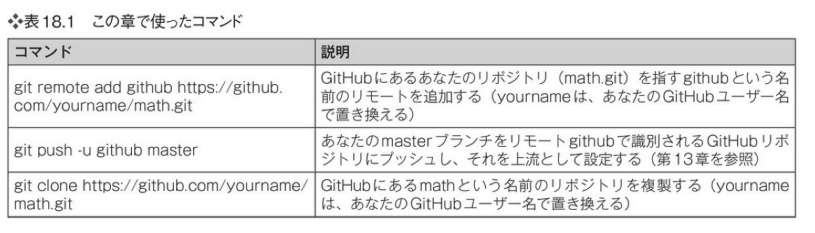 ❖表18.1 この章で使ったコマンド
コマンド
説明
git remote add github https://github.
com/yourname/math.git
GitHubにあるあなたのリポジトリ（math.git）を指すgithubという名
前のリモートを追加する（yournameは、あなたのGitHubユーザー名
で置き換える）
git push -u github master
あなたのmasterブランチをリモートgithubで識別されるGitHubリポ
ジトリにプッシュし、それを上流として設定する（第13章を参照）
git clone https://github.com/yourname/
math.git
GitHubにあるmathという名前のリポジトリを複製する（yourname
は、あなたのGitHubユーザー名で置き換える）